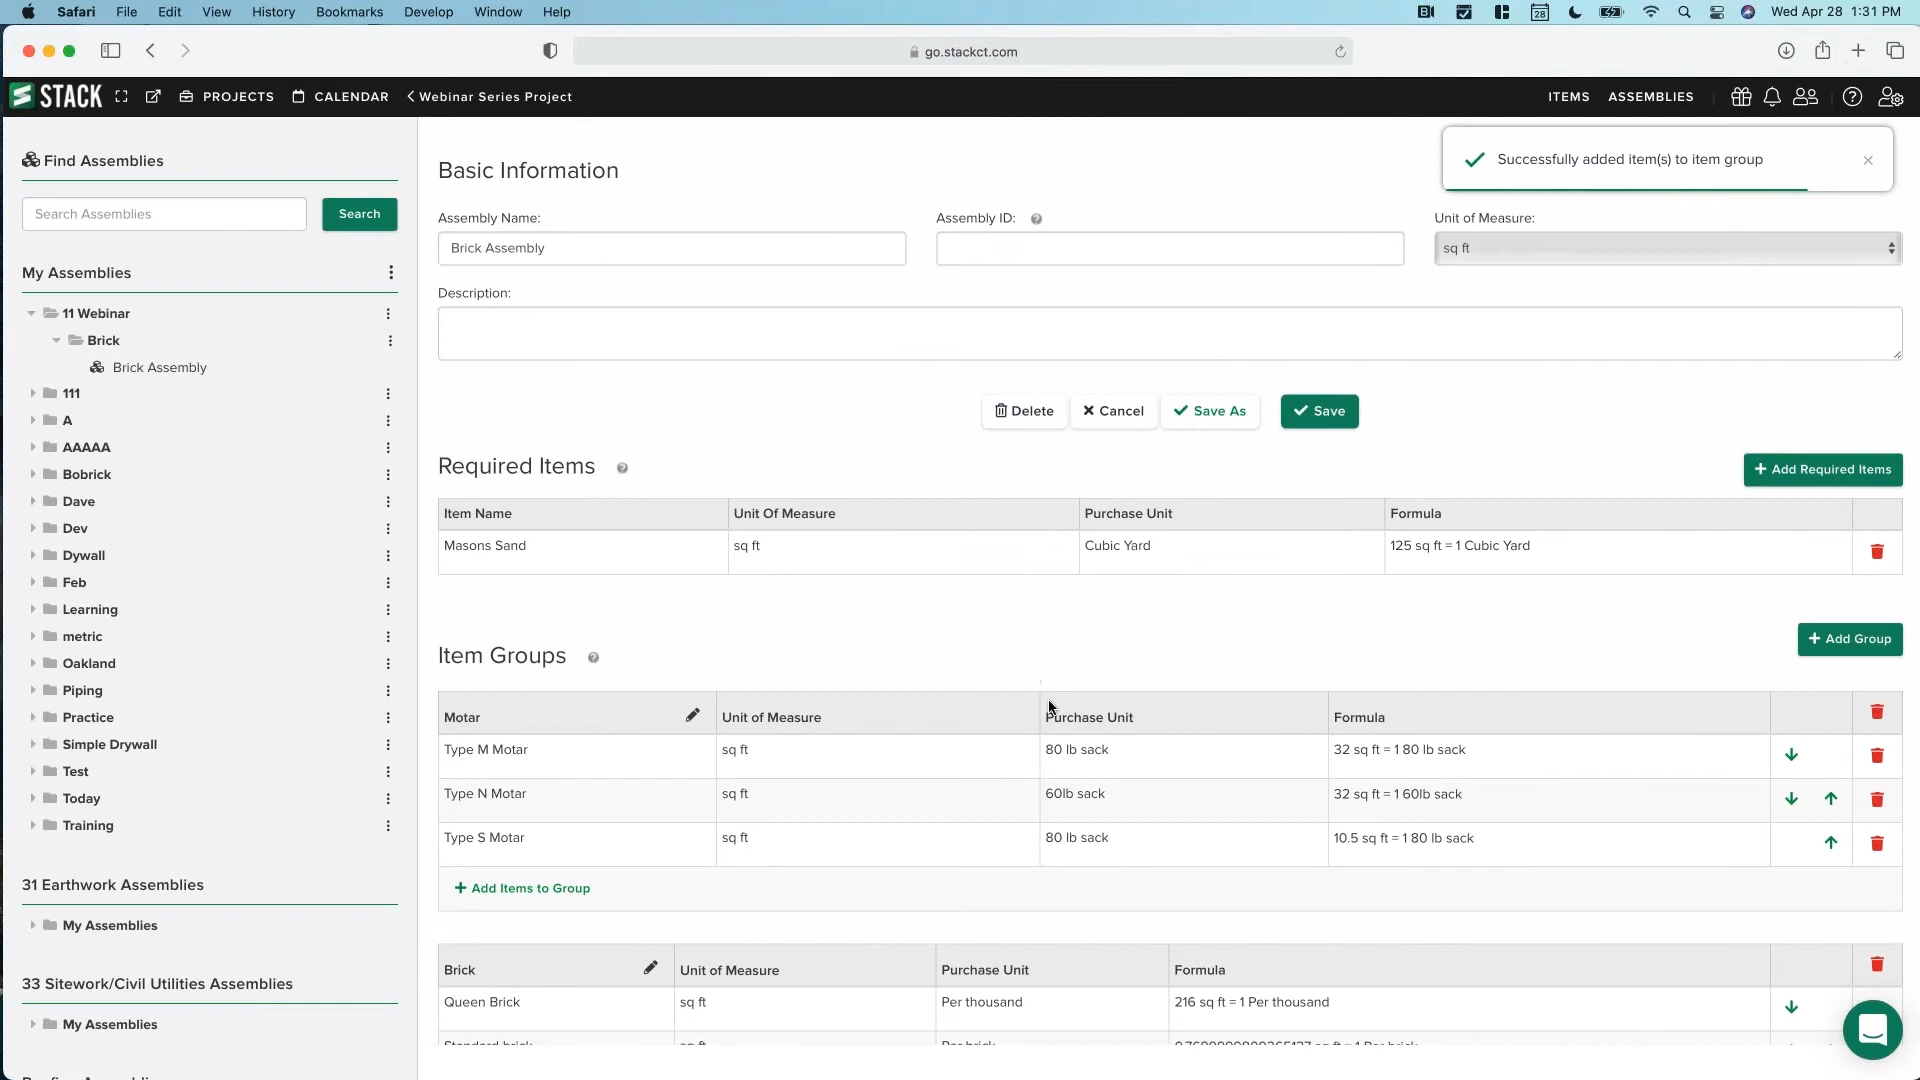 Safari File Edit View History Bookmarks Develop Window Help
28 Wed Apr 28 1:31 PM
go.stackct.com
STACK PROJECTS CALENDAR Webinar Series Project ITEMS ASSEMBLIES
Find Assemblies
Search Assemblies Search
My Assemblies
11 Webinar
Brick
Brick Assembly
111
A
AAAAA
Bobrick
Dave
Dev
Dywall
Feb
Learning
metric
Oakland
Piping
Practice
Simple Drywall
Test
Today
Training
31 Earthwork Assemblies
My Assemblies
33 Sitework/Civil Utilities Assemblies
My Assemblies
Successfully added item(s) to item group
Basic Information
Assembly Name: Assembly ID: Unit of Measure:
Brick Assembly sq ft
Description:
Delete Cancel Save As Save
Required Items
+ Add Required Items
Item Name Unit Of Measure Purchase Unit Formula
Masons Sand sq ft Cubic Yard 125 sq ft = 1 Cubic Yard
+ Add Group
Item Groups
Motar Unit of Measure Purchase Unit Formula
Type M Motar sq ft 80 lb sack 32 sq ft = 1 80 lb sack
Type N Motar sq ft 60lb sack 32 sq ft = 1 60lb sack
Type S Motar sq ft 80 lb sack 10.5 sq ft = 1 80 lb sack
+ Add Items to Group
Brick Unit of Measure Purchase Unit Formula
Queen Brick sq ft Per thousand 216 sq ft = 1 Per thousand